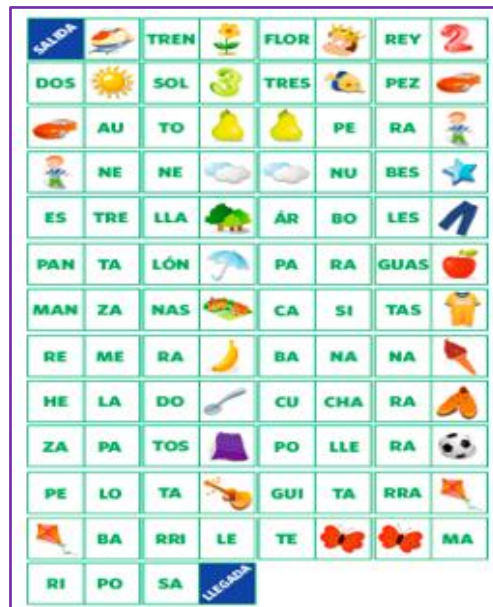 SALIDA TREN FLOR REY
DOS SOL TRES PEZ
AU TO PE RA
NE NE NU BES
ES TRE LLA ÁR BO LES
PAN TA LÓN PA RA GUAS
MAN ZA NAS CA SI TAS
RE ME RA BA NA NA
HE LA DO CU CHA RA
ZA PA TOS PO LLE RA
PE LO TA GUI TA RRA
BA RRI LE TE MA
RI PO SA LLEGADA